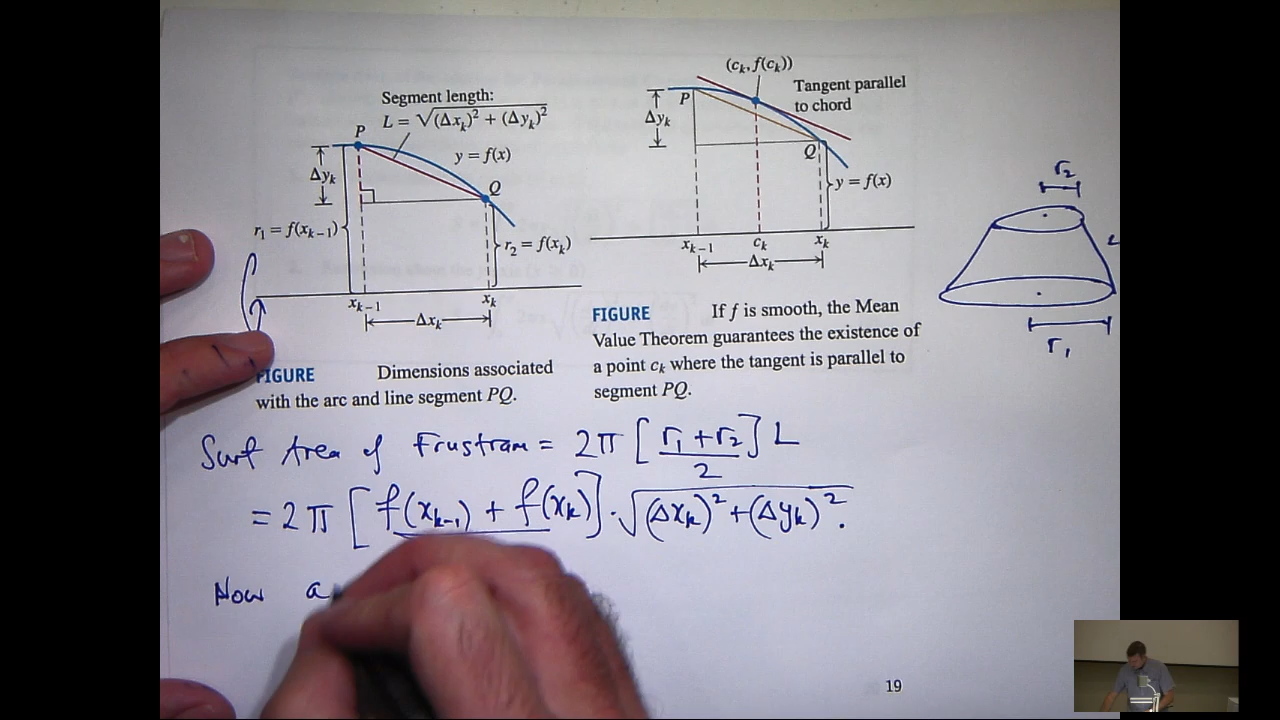 Segment length:
L = √(Δxₖ)² + (Δyₖ)²
P
y = f(x)
Δyₖ
Q
r₁ = f(xₖ₋₁)
r₂ = f(xₖ)
xₖ₋₁
xₖ
Δxₖ
FIGURE Dimensions associated
with the arc and line segment PQ.
(cₖ, f(cₖ))
Tangent parallel
to chord
P
Δyₖ
Q
y = f(x)
xₖ₋₁ cₖ xₖ
Δxₖ
FIGURE If f is smooth, the Mean
Value Theorem guarantees the existence of
a point cₖ where the tangent is parallel to
segment PQ.
r₂
r₁
Surf Area of Frustram = 2π [r₁ + r₂ / 2] L
= 2π [f(xₖ₋₁) + f(xₖ)] · √(Δxₖ)² + (Δyₖ)².
Now a
19